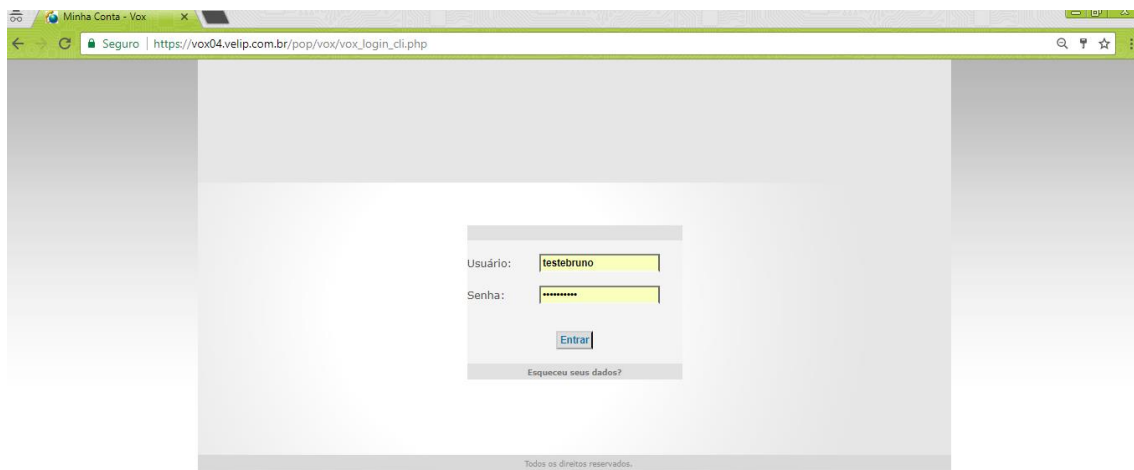 Minha Conta - Vox
Seguro | https://vox04.velip.com.br/pop/vox/vox_login_cli.php
Usuário: testebruno
Senha: ••••••••••
Entrar
Esqueceu seus dados?
Todos os direitos reservados.